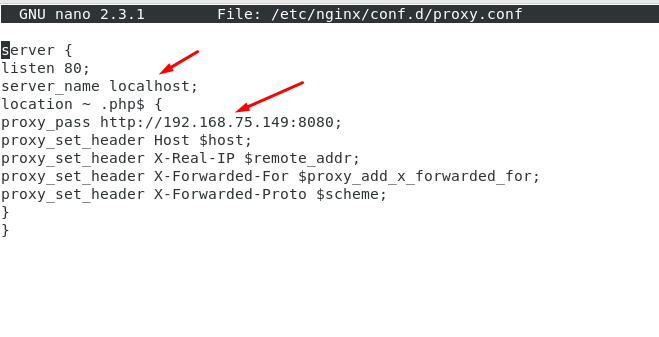 GNU nano 2.3.1 File: /etc/nginx/conf.d/proxy.conf
server {
listen 80;
server_name localhost;
location ~ .php$ {
proxy_pass http://192.168.75.149:8080;
proxy_set_header Host $host;
proxy_set_header X-Real-IP $remote_addr;
proxy_set_header X-Forwarded-For $proxy_add_x_forwarded_for;
proxy_set_header X-Forwarded-Proto $scheme;
}
}